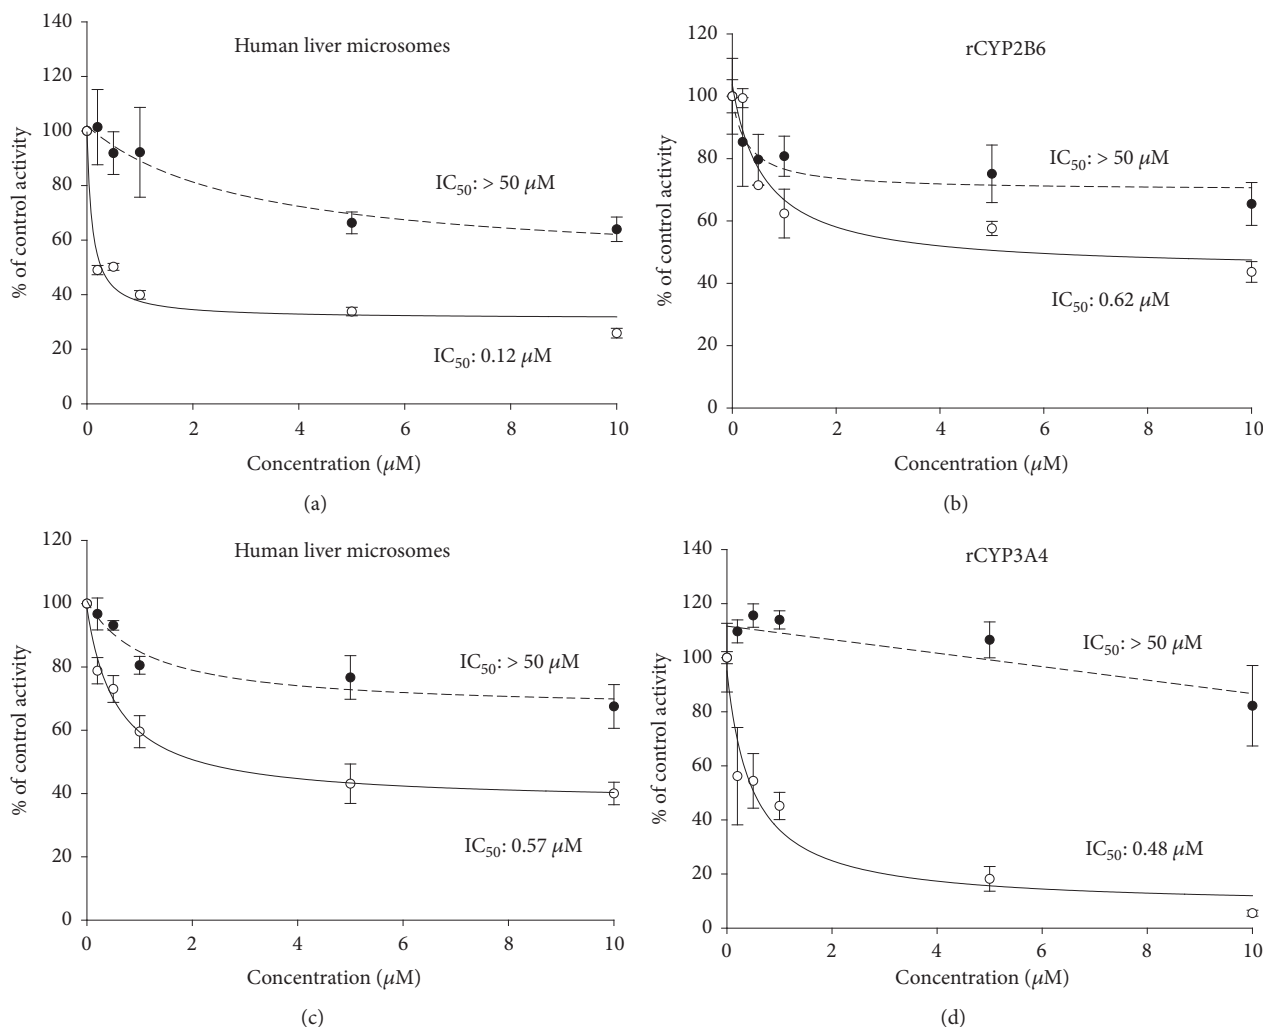 Human liver microsomes
% of control activity
140
120
100
80
60
40
20
0
IC50: > 50 µM
IC50: 0.12 µM
0 2 4 6 8 10
Concentration (µM)
(a)
rCYP2B6
% of control activity
120
100
80
60
40
20
0
IC50: > 50 µM
IC50: 0.62 µM
0 2 4 6 8 10
Concentration (µM)
(b)
Human liver microsomes
% of control activity
120
100
80
60
40
20
0
IC50: > 50 µM
IC50: 0.57 µM
0 2 4 6 8 10
Concentration (µM)
(c)
rCYP3A4
% of control activity
140
120
100
80
60
40
20
0
IC50: > 50 µM
IC50: 0.48 µM
0 2 4 6 8 10
Concentration (µM)
(d)